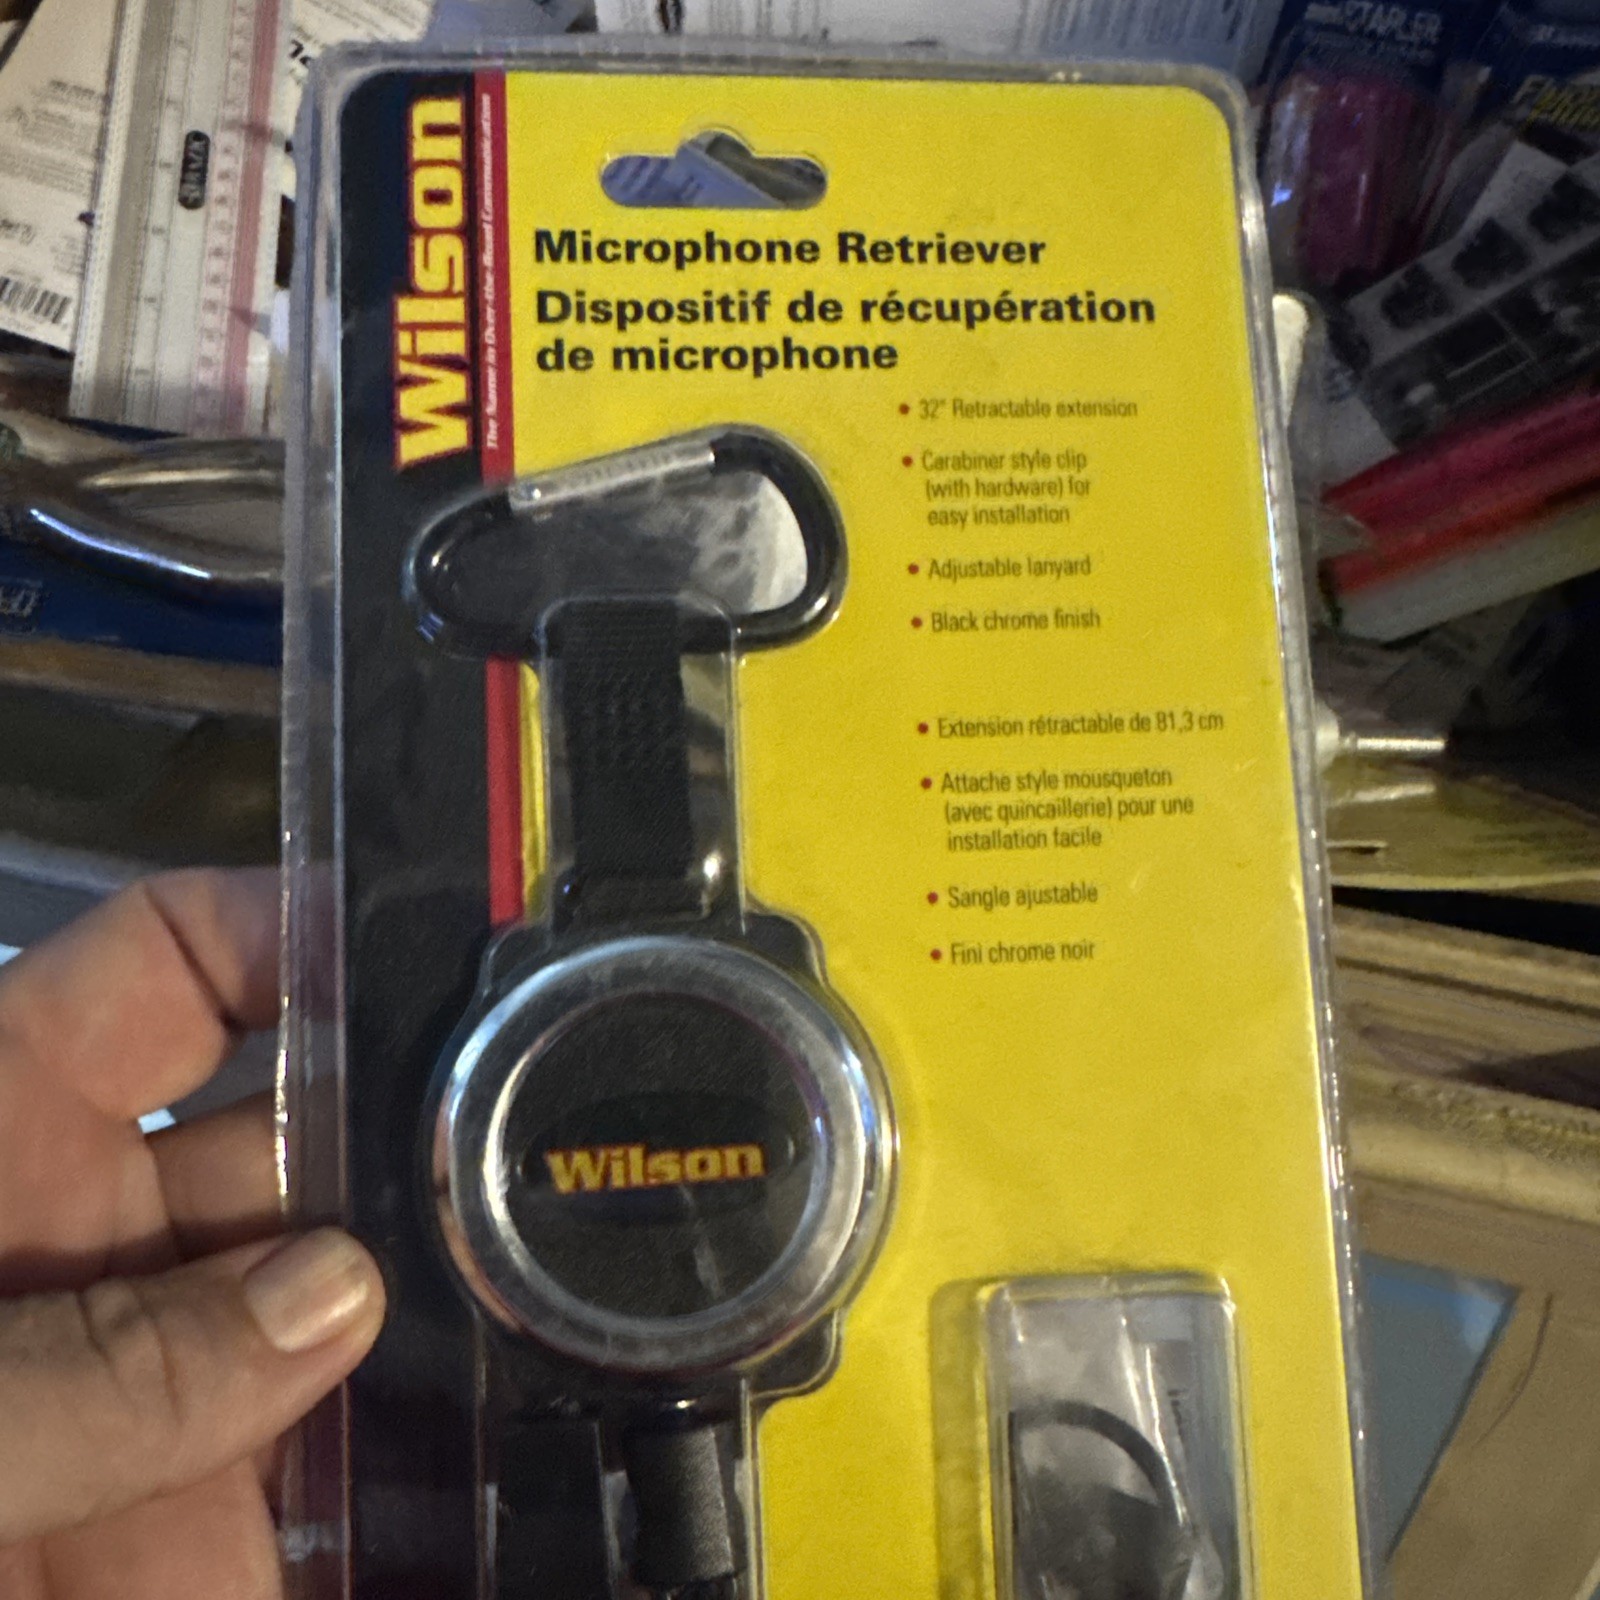 Wilson
The Name in Over-the-Road Communication
Microphone Retriever
Dispositif de récupération
de microphone
• 32" Retractable extension
• Carabiner style clip
(with hardware) for
easy installation
• Adjustable lanyard
• Black chrome finish
• Extension rétractable de 81,3 cm
• Attache style mousqueton
(avec quincaillerie) pour une
installation facile
• Sangle ajustable
• Fini chrome noir
Wilson
STAPLER